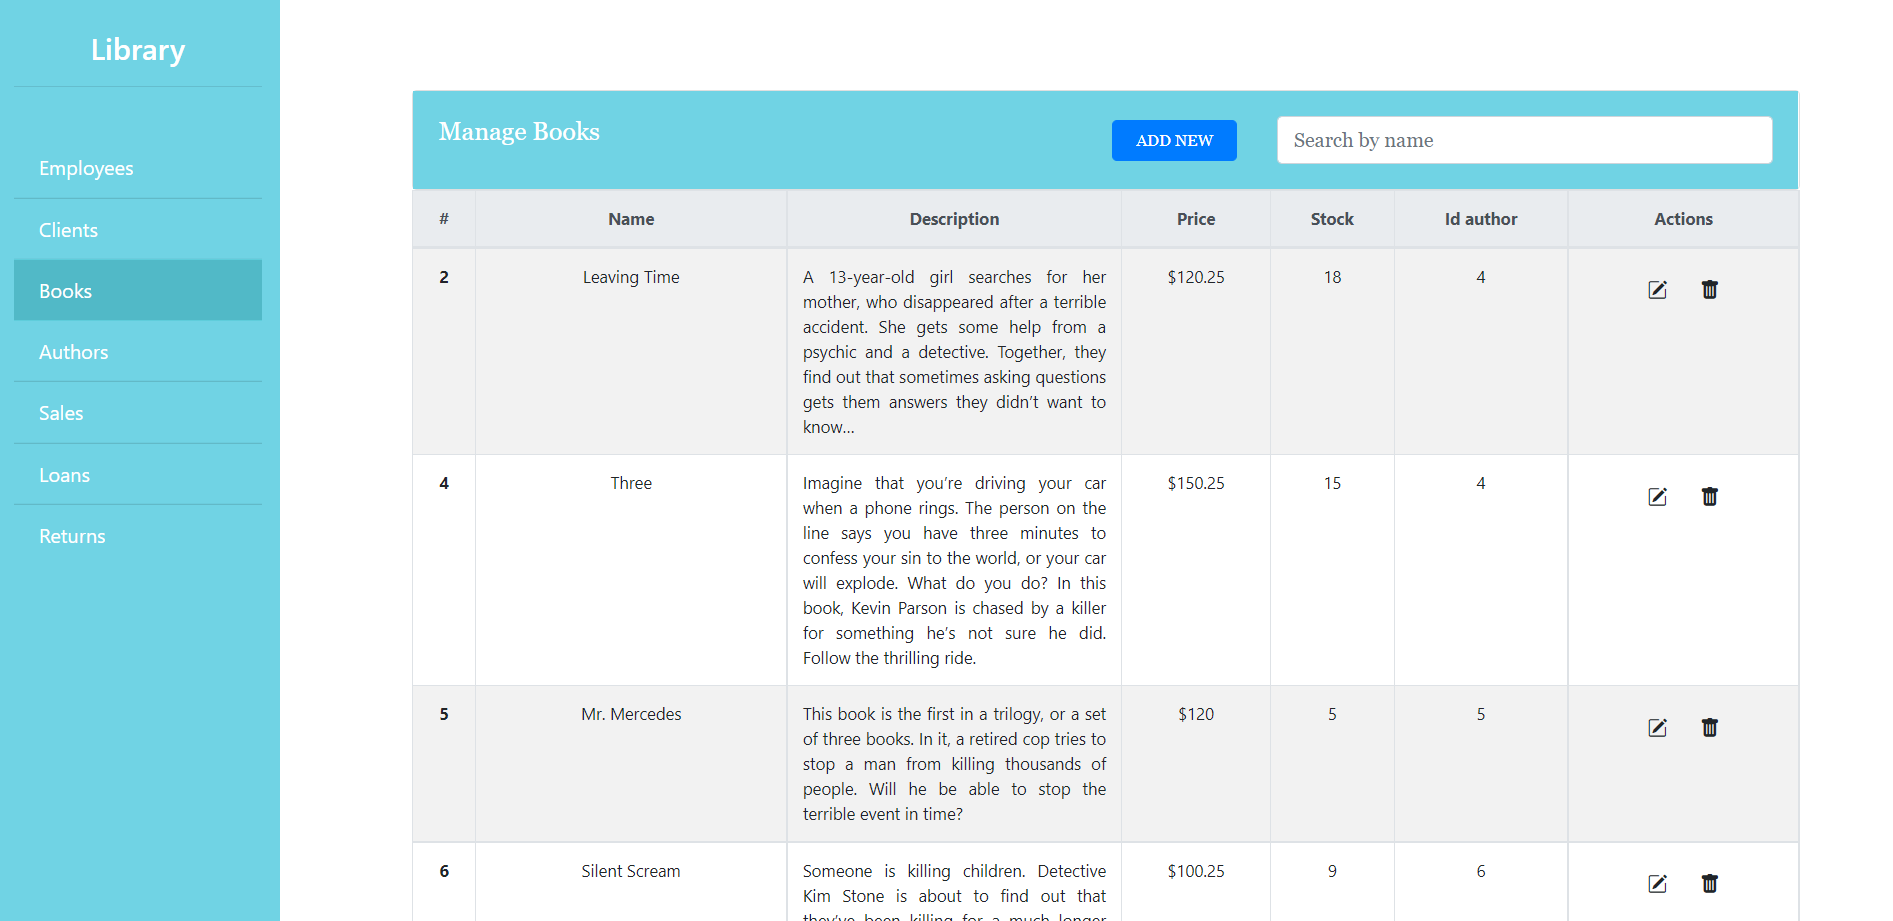 Library
Employees
Clients
Books
Authors
Sales
Loans
Returns
Manage Books
ADD NEW
Search by name
# Name Description Price Stock Id author Actions
2 Leaving Time A 13-year-old girl searches for her $120.25 18 4
mother, who disappeared after a terrible
accident. She gets some help from a
psychic and a detective. Together, they
find out that sometimes asking questions
gets them answers they didn’t want to
know…
4 Three Imagine that you’re driving your car $150.25 15 4
when a phone rings. The person on the
line says you have three minutes to
confess your sin to the world, or your car
will explode. What do you do? In this
book, Kevin Parson is chased by a killer
for something he’s not sure he did.
Follow the thrilling ride.
5 Mr. Mercedes This book is the first in a trilogy, or a set $120 5 5
of three books. In it, a retired cop tries to
stop a man from killing thousands of
people. Will he be able to stop the
terrible event in time?
6 Silent Scream Someone is killing children. Detective $100.25 9 6
Kim Stone is about to find out that
they’ve been killing for a much longer